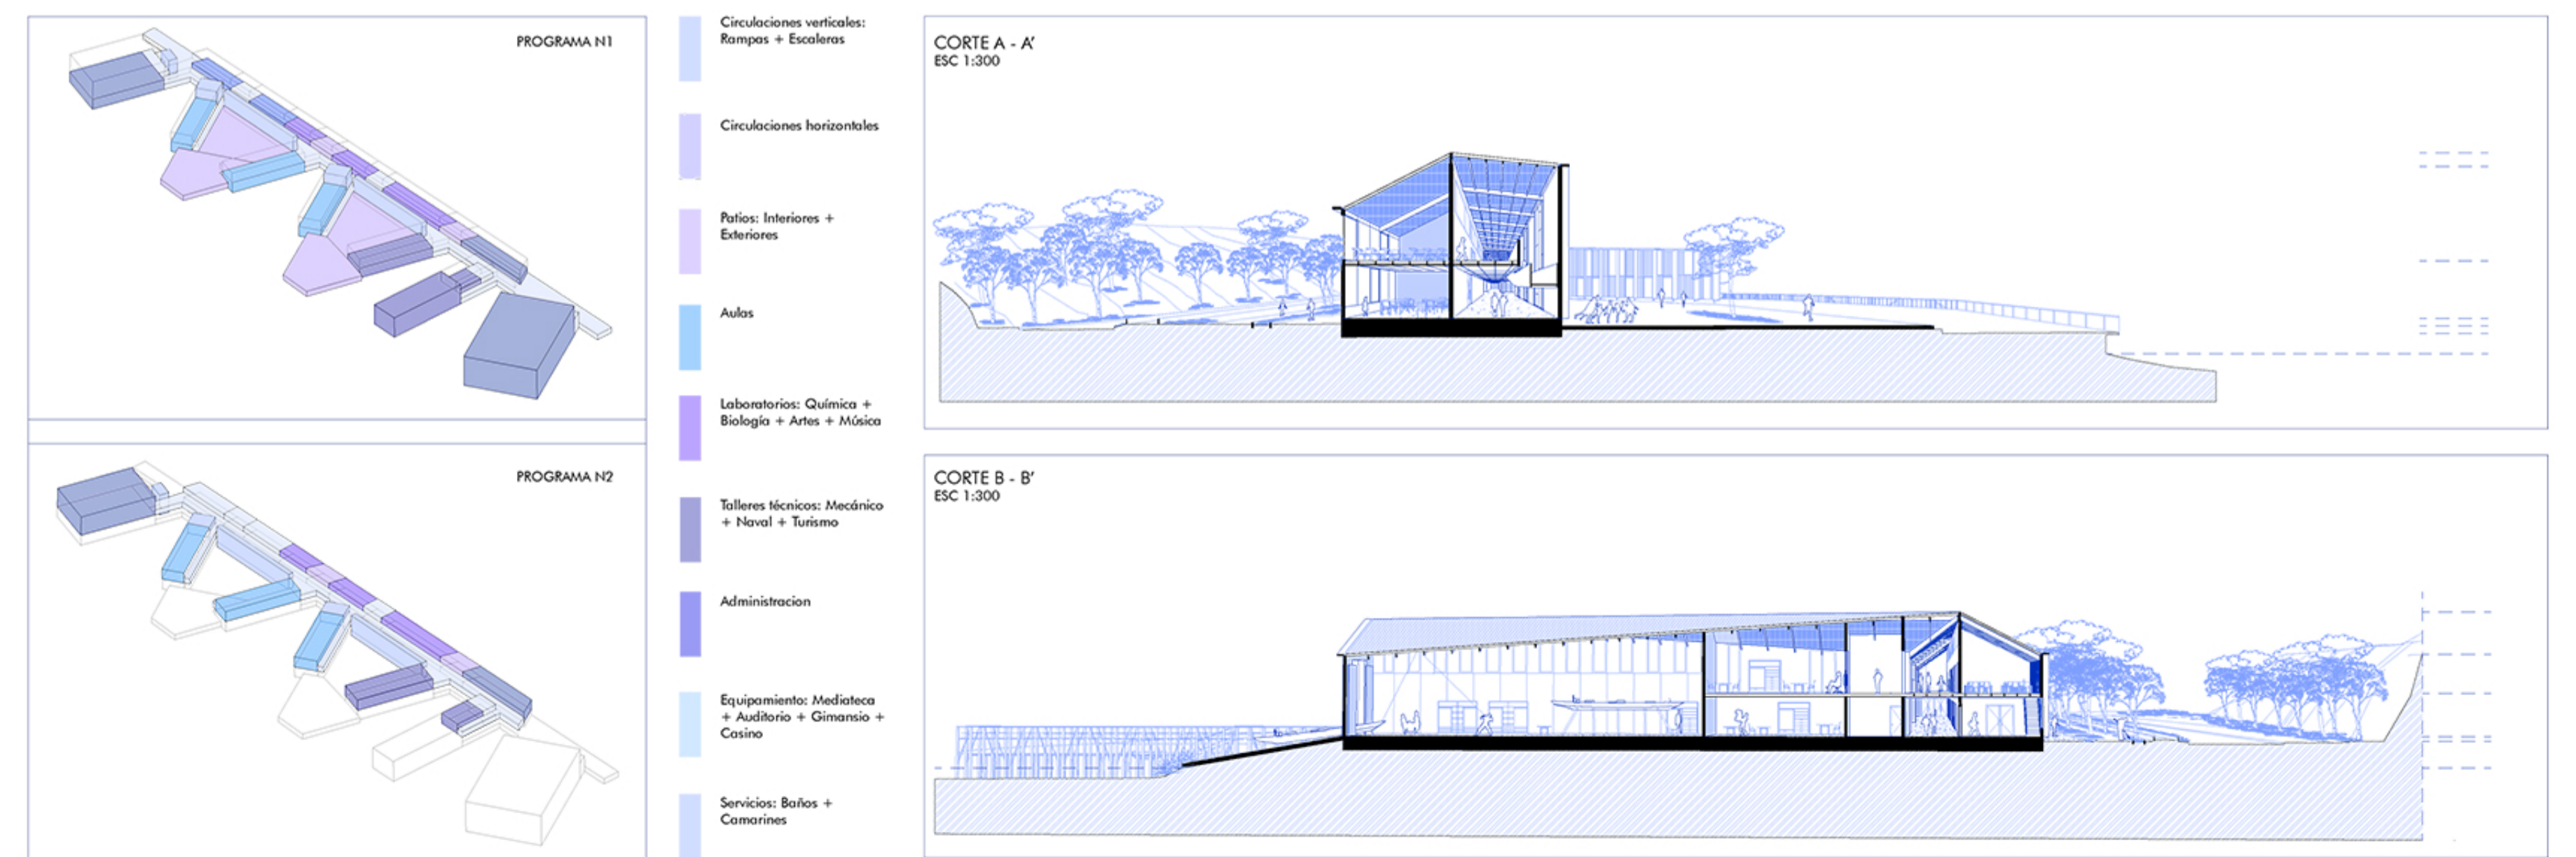 PROGRAMA N1
PROGRAMA N2
Circulaciones verticales:
Rampas + Escaleras
Circulaciones horizontales
Patios: Interiores +
Exteriores
Aulas
Laboratorios: Química +
Biología + Artes + Música
Talleres técnicos: Mecánico
+ Naval + Turismo
Administracion
Equipamiento: Mediateca
+ Auditorio + Gimansio +
Casino
Servicios: Baños +
Camarines
CORTE A - A'
ESC 1:300
CORTE B - B'
ESC 1:300